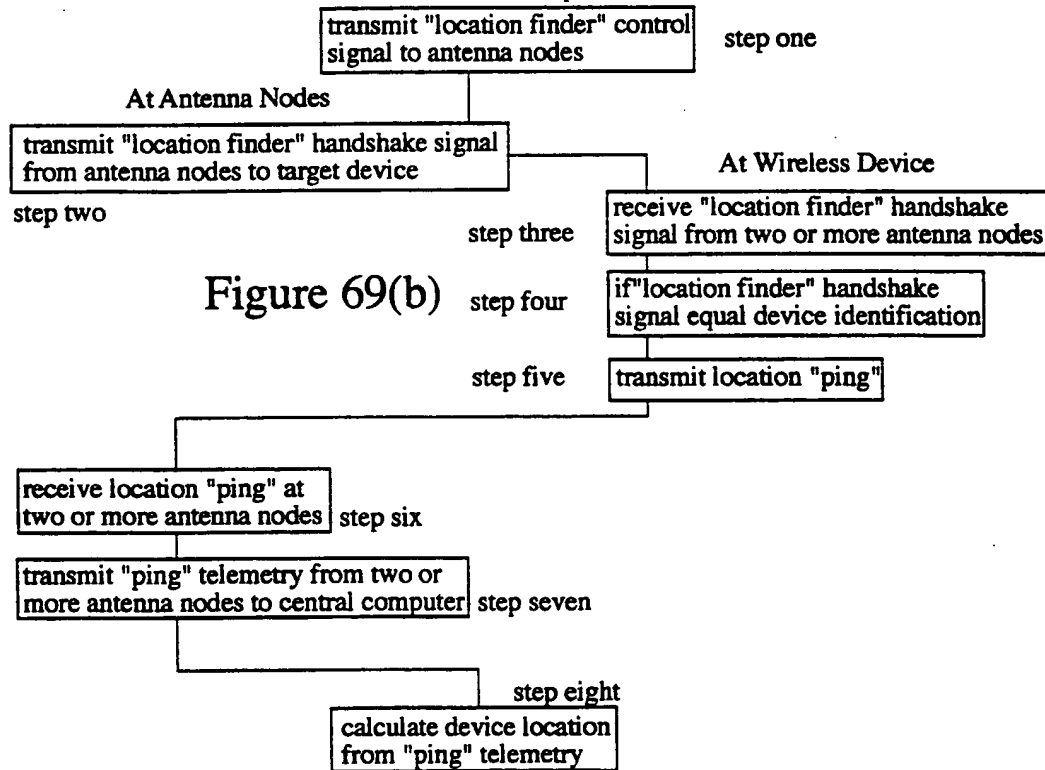 transmit "location finder" control
signal to antenna nodes
step one
At Antenna Nodes
transmit "location finder" handshake signal
from antenna nodes to target device
step two
At Wireless Device
receive "location finder" handshake
signal from two or more antenna nodes
step three
Figure 69(b)
if"location finder" handshake
signal equal device identification
step four
step five
transmit location "ping"
receive location "ping" at
two or more antenna nodes
step six
transmit "ping" telemetry from two or
more antenna nodes to central computer
step seven
step eight
calculate device location
from "ping" telemetry